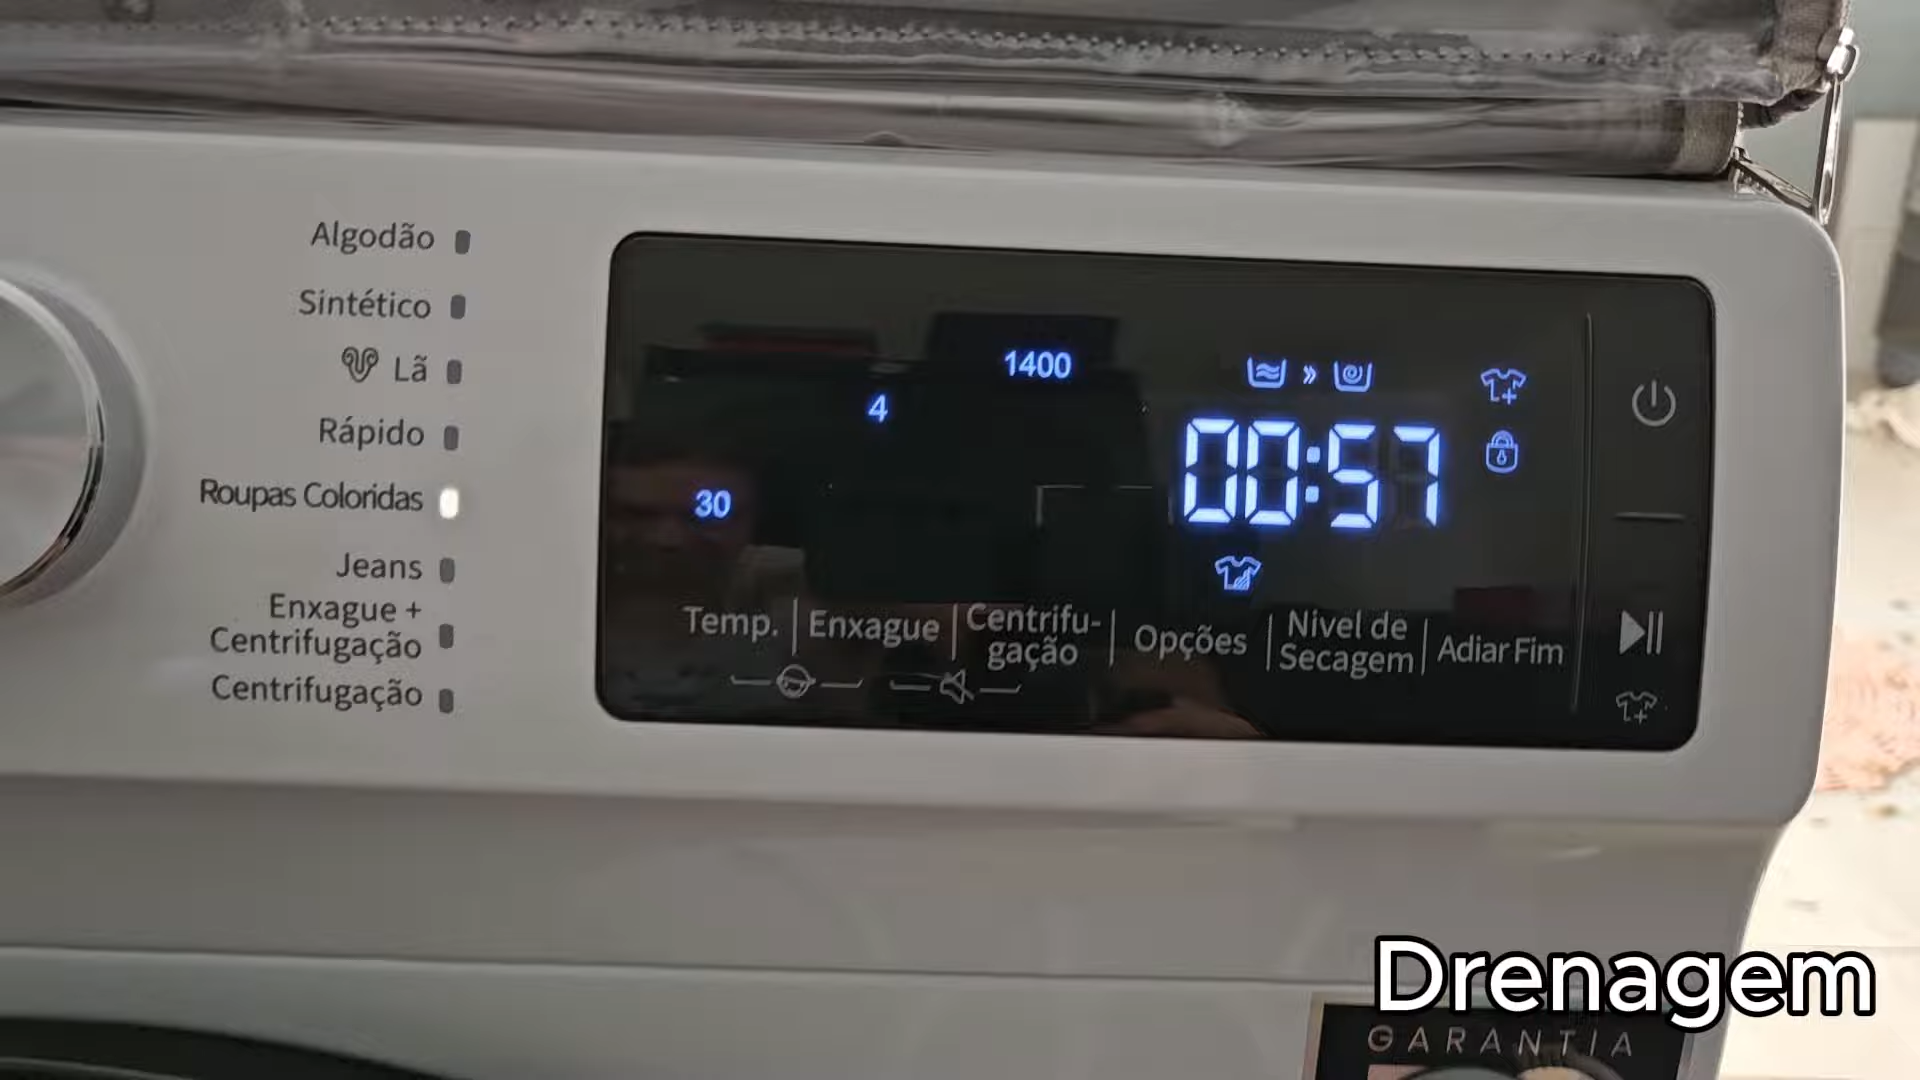 Algodão
Sintético
Lã
Rápido
Roupas Coloridas
Jeans
Enxague +
Centrifugação
Centrifugação
1400
4
30
00:57
Temp.
Enxague
Centrifu-
gação
Opções
Nivel de
Secagem
Adiar Fim
Drenagem
GARANTIA